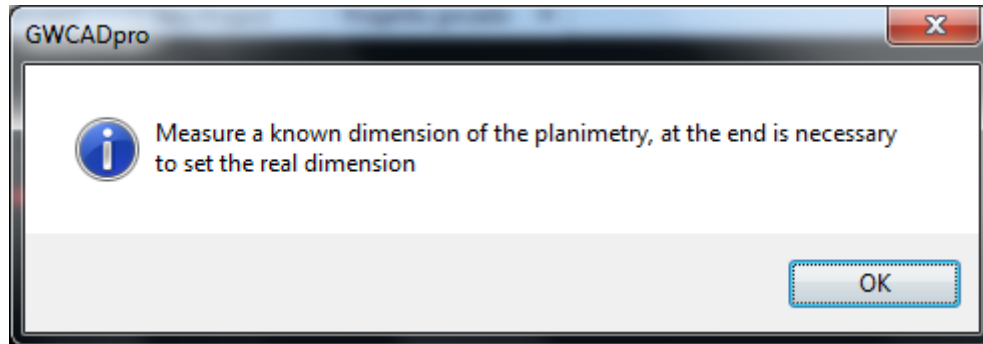 GWCADpro
Measure a known dimension of the planimetry, at the end is necessary
to set the real dimension
OK